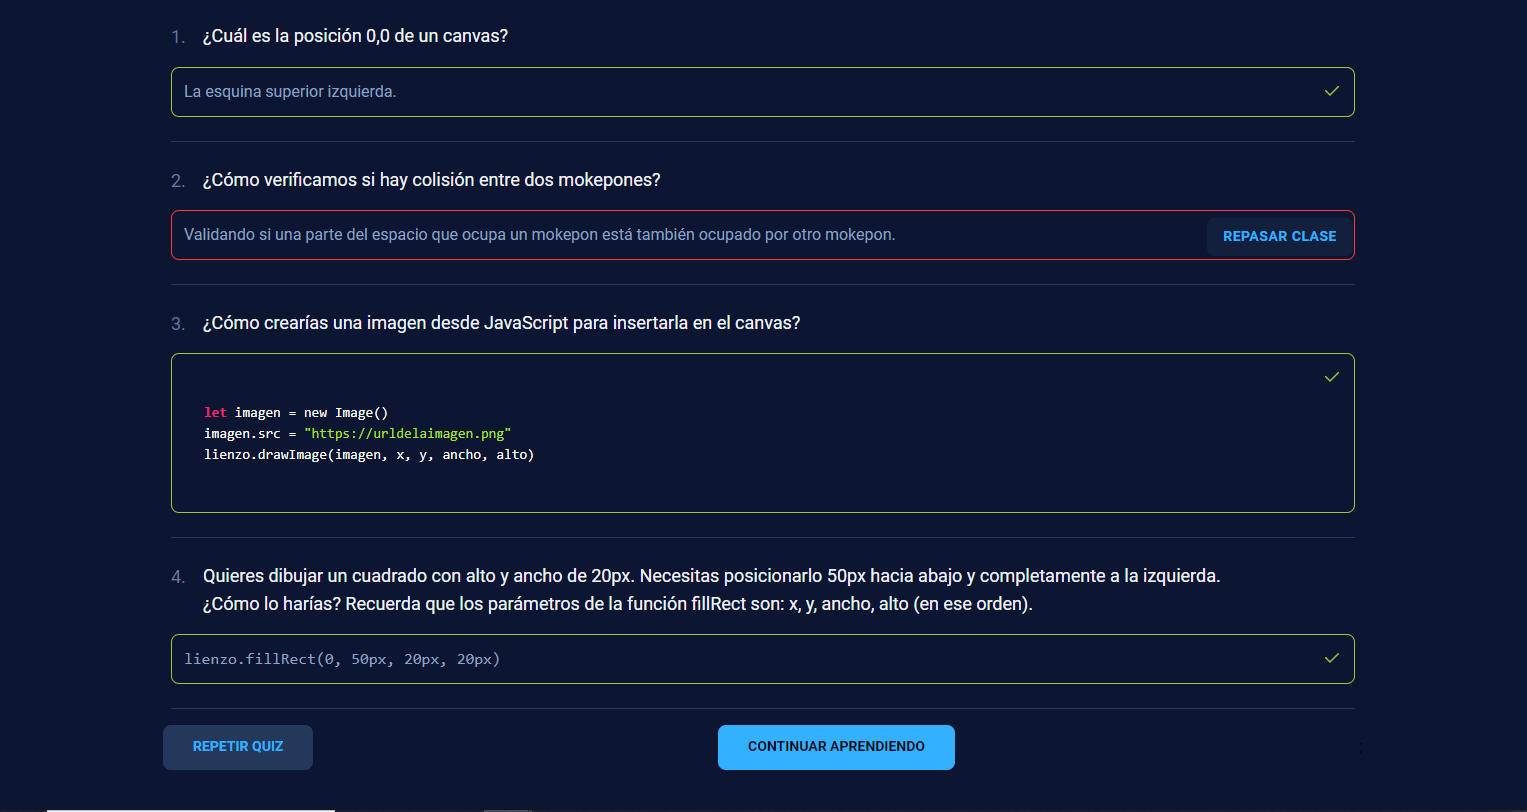 1. ¿Cuál es la posición 0,0 de un canvas?
La esquina superior izquierda.
2. ¿Cómo verificamos si hay colisión entre dos mokepones?
Validando si una parte del espacio que ocupa un mokepon está también ocupado por otro mokepon.
REPASAR CLASE
3. ¿Cómo crearías una imagen desde JavaScript para insertarla en el canvas?
let imagen = new Image()
imagen.src = "https://urldelaimagen.png"
lienzo.drawImage(imagen, x, y, ancho, alto)
4. Quieres dibujar un cuadrado con alto y ancho de 20px. Necesitas posicionarlo 50px hacia abajo y completamente a la izquierda.
¿Cómo lo harías? Recuerda que los parámetros de la función fillRect son: x, y, ancho, alto (en ese orden).
lienzo.fillRect(0, 50px, 20px, 20px)
REPETIR QUIZ
CONTINUAR APRENDIENDO